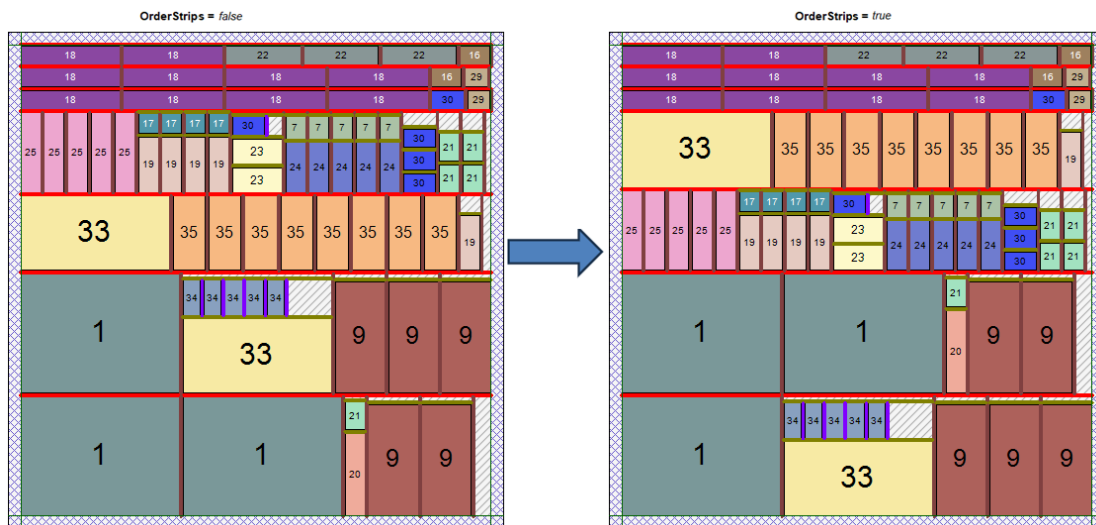 OrderStrips = false
18 18 22 22 22 16
18 18 18 18 16 29
18 18 18 18 30 29
17 17 17 17 30 7 7 7 7 7
30
25 25 25 25 25 19 19 19 19 23 24 24 24 24 24 30 21 21
23 30 21 21
33 35 35 35 35 35 35 35 35 19
34 34 34 34 34
1 33 9 9 9
21
1 1 20 9 9
OrderStrips = true
18 18 22 22 22 16
18 18 18 18 16 29
18 18 18 18 30 29
33 35 35 35 35 35 35 35 35 19
17 17 17 17 30 7 7 7 7 7
30
25 25 25 25 25 19 19 19 19 23 24 24 24 24 24 30 21 21
23 30 21 21
21
1 1 20 9 9
34 34 34 34 34
1 33 9 9 9